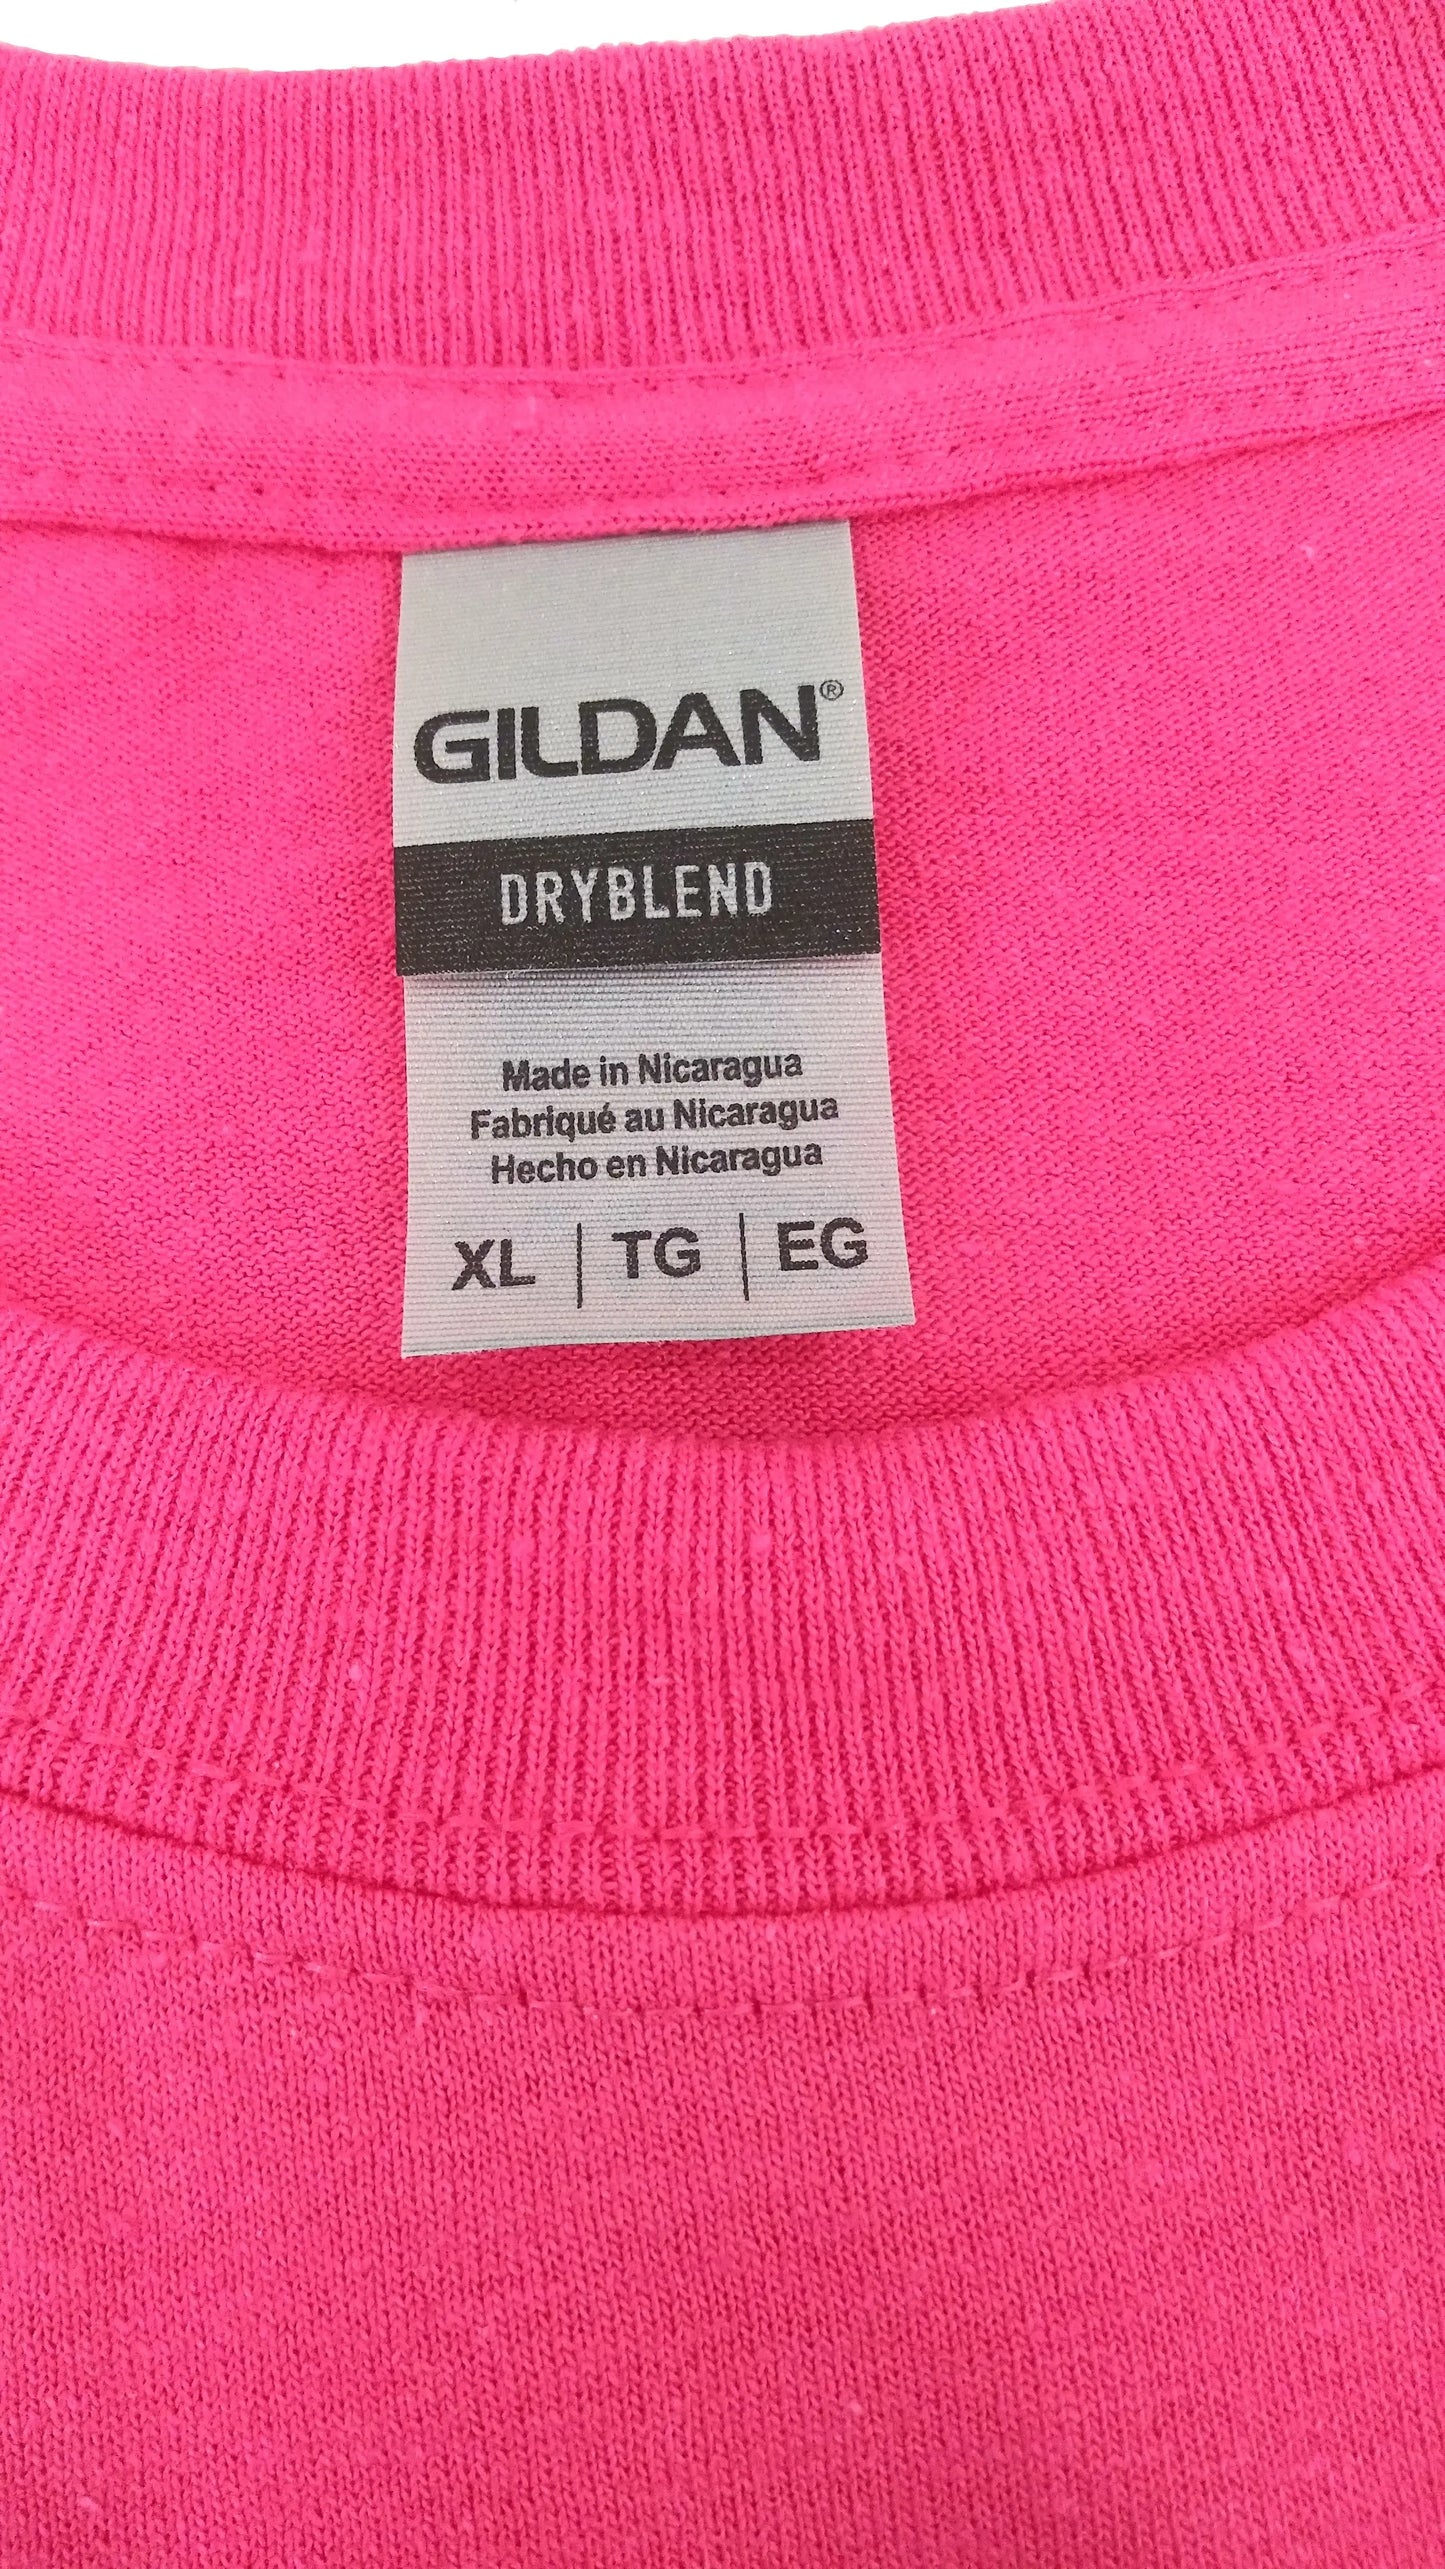 GILDAN®
DRYBLEND
Made in Nicaragua
Fabriqué au Nicaragua
Hecho en Nicaragua
XL | TG | EG